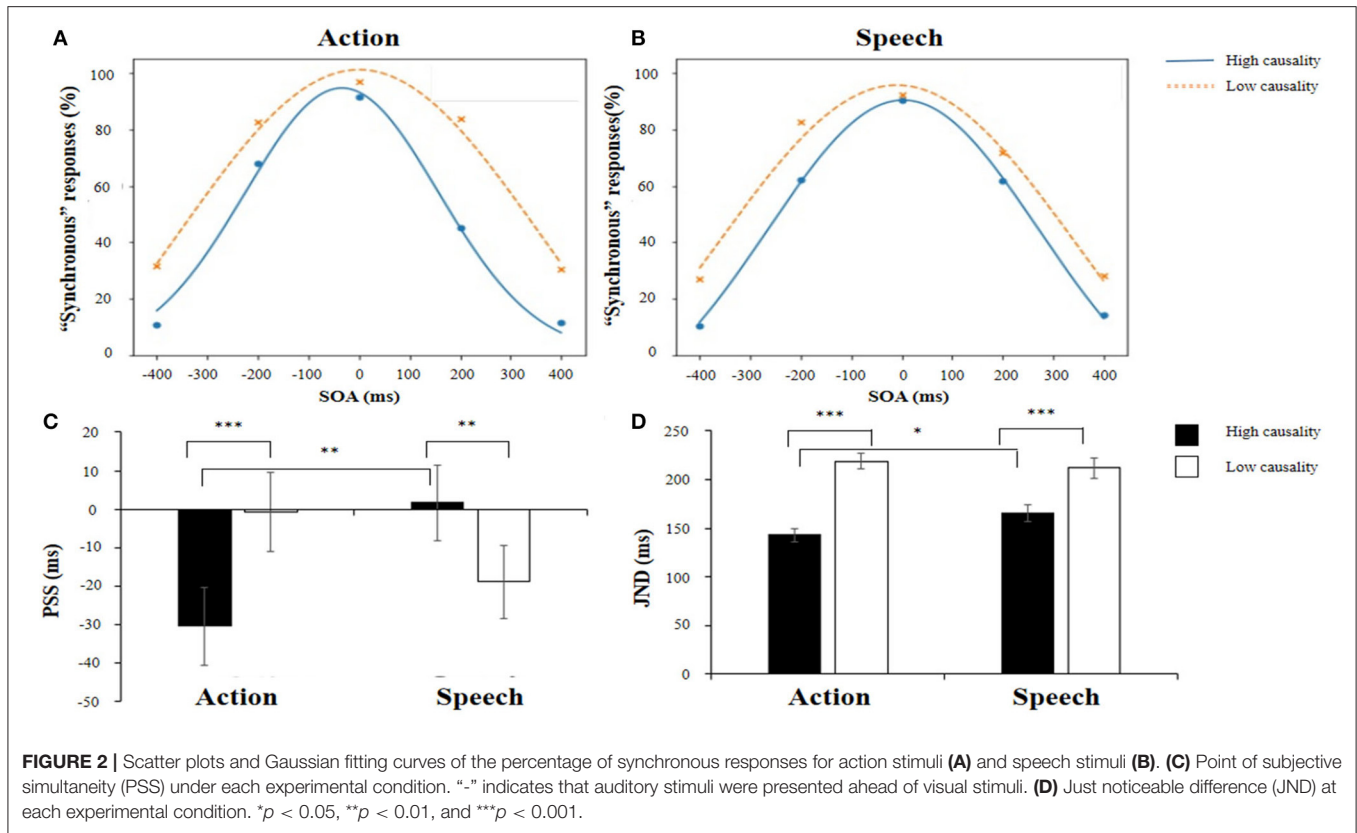 A
Action
B
Speech
High causality
Low causality
"Synchronous" responses (%)
100
80
60
40
20
0
-400 -300 -200 -100 0 100 200 300 400
SOA (ms)
"Synchronous" responses(%)
100
80
60
40
20
0
-400 -300 -200 -100 0 100 200 300 400
SOA (ms)
C
PSS (ms)
20
10
0
-10
-20
-30
-40
-50
***
**
**
Action Speech
D
JND (ms)
250
200
150
100
50
0
***
*
***
Action Speech
High causality
Low causality
FIGURE 2 | Scatter plots and Gaussian fitting curves of the percentage of synchronous responses for action stimuli (A) and speech stimuli (B). (C) Point of subjective
simultaneity (PSS) under each experimental condition. "-" indicates that auditory stimuli were presented ahead of visual stimuli. (D) Just noticeable difference (JND) at
each experimental condition. *p < 0.05, **p < 0.01, and ***p < 0.001.